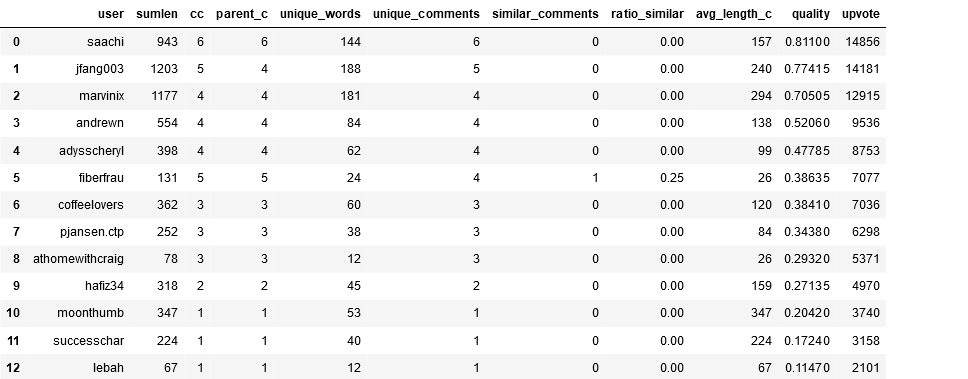 user sumlen cc parent_c unique_words unique_comments similar_comments ratio_similar avg_length_c quality upvote
0 saachi 943 6 6 144 6 0 0.00 157 0.81100 14856
1 jfang003 1203 5 4 188 5 0 0.00 240 0.77415 14181
2 marvinix 1177 4 4 181 4 0 0.00 294 0.70505 12915
3 andrewn 554 4 4 84 4 0 0.00 138 0.52060 9536
4 adysscheryl 398 4 4 62 4 0 0.00 99 0.47785 8753
5 fiberfrau 131 5 5 24 4 1 0.25 26 0.38635 7077
6 coffeelovers 362 3 3 60 3 0 0.00 120 0.38410 7036
7 pjansen.ctp 252 3 3 38 3 0 0.00 84 0.34380 6298
8 athomewithcraig 78 3 3 12 3 0 0.00 26 0.29320 5371
9 hafiz34 318 2 2 45 2 0 0.00 159 0.27135 4970
10 moonthumb 347 1 1 53 1 0 0.00 347 0.20420 3740
11 successchar 224 1 1 40 1 0 0.00 224 0.17240 3158
12 lebah 67 1 1 12 1 0 0.00 67 0.11470 2101